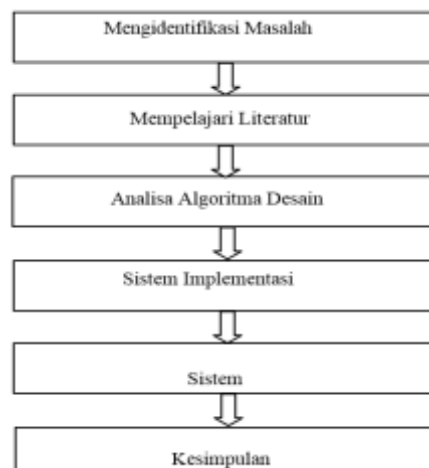 Mengidentifikasi Masalah
Mempelajari Literatur
Analisa Algoritma Desain
Sistem Implementasi
Sistem
Kesimpulan